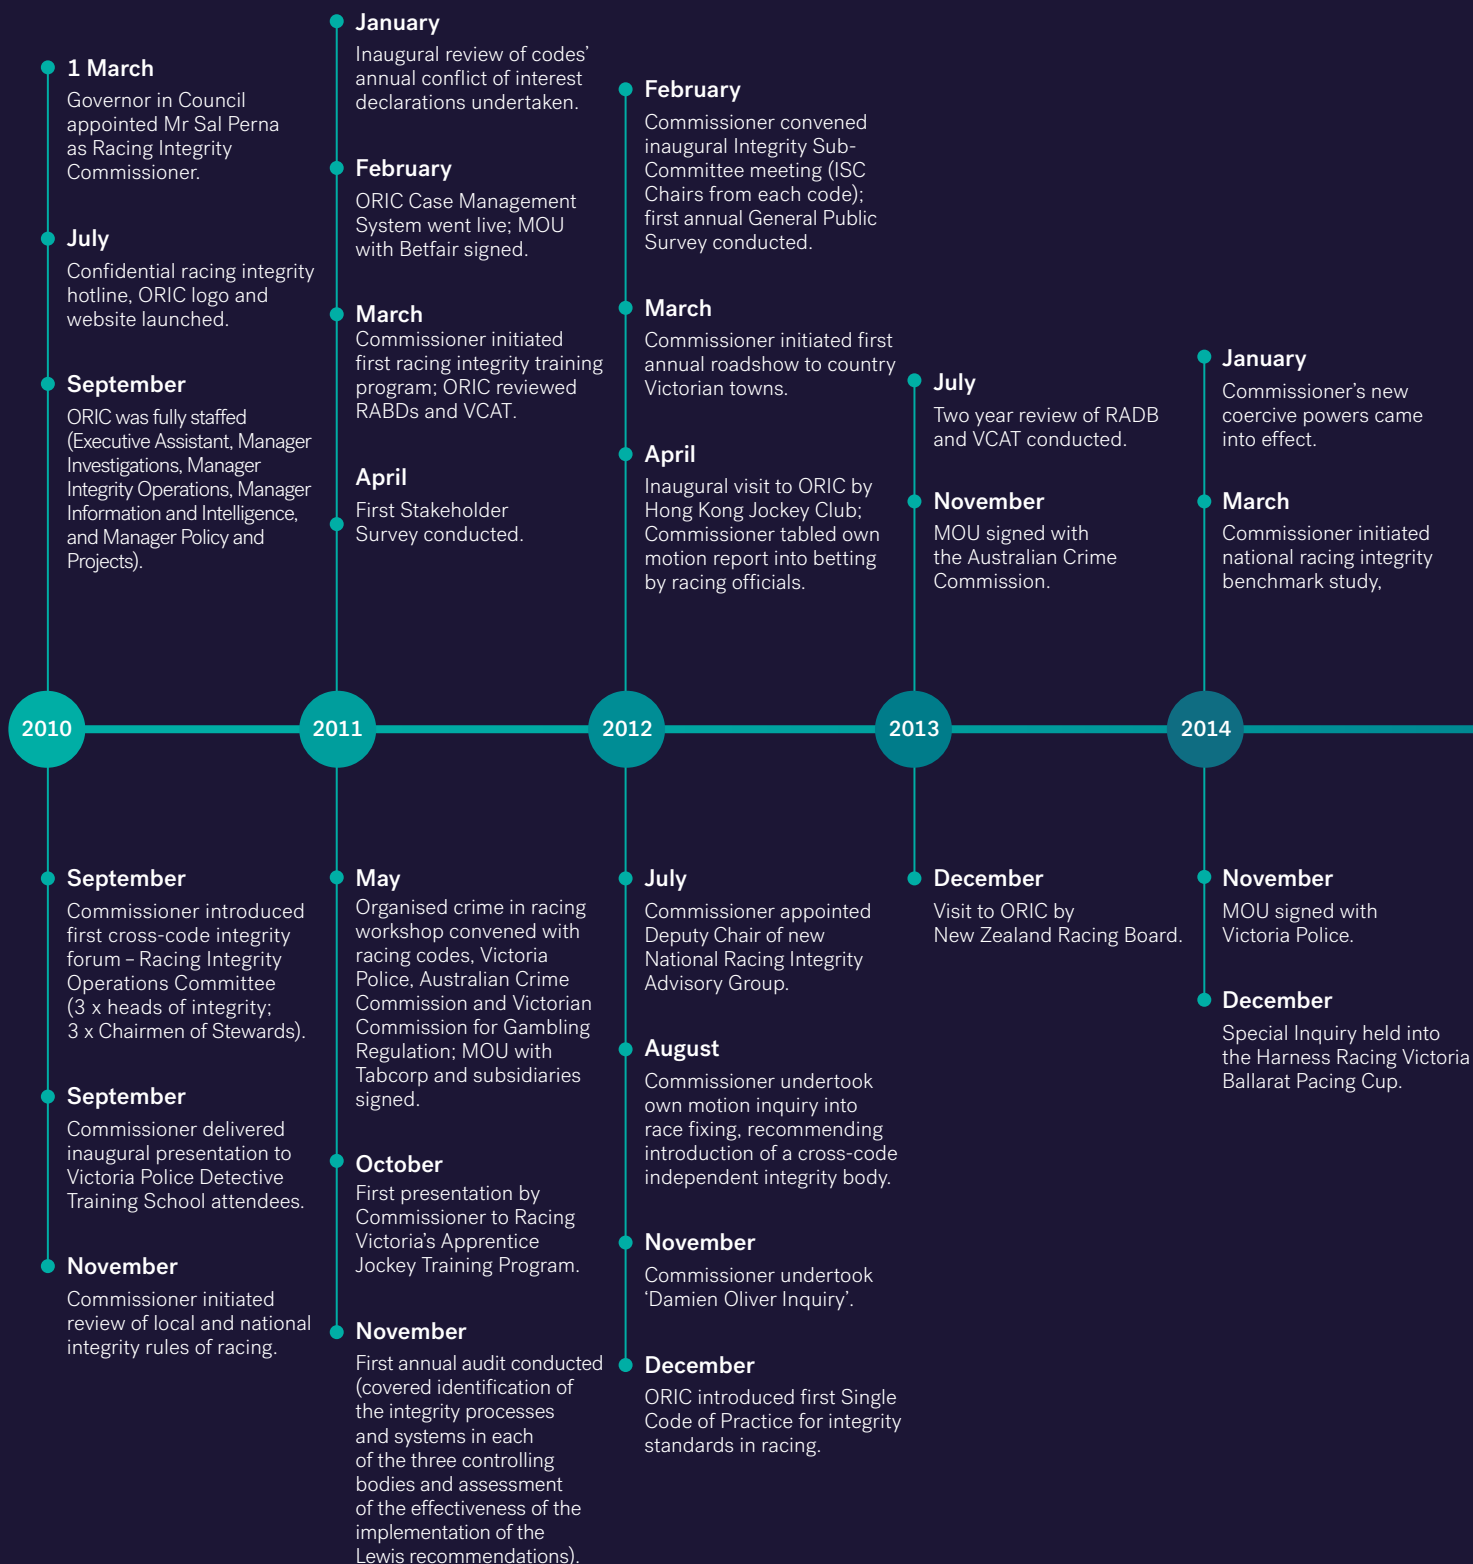 1 March
Governor in Council
appointed Mr Sal Perna
as Racing Integrity
Commissioner.
July
Confidential racing integrity
hotline, ORIC logo and
website launched.
September
ORIC was fully staffed
(Executive Assistant, Manager
Investigations, Manager
Integrity Operations, Manager
Information and Intelligence,
and Manager Policy and
Projects).
January
Inaugural review of codes’
annual conflict of interest
declarations undertaken.
February
ORIC Case Management
System went live; MOU
with Betfair signed.
March
Commissioner initiated
first racing integrity training
program; ORIC reviewed
RABDs and VCAT.
April
First Stakeholder
Survey conducted.
February
Commissioner convened
inaugural Integrity Sub-
Committee meeting (ISC
Chairs from each code);
first annual General Public
Survey conducted.
March
Commissioner initiated first
annual roadshow to country
Victorian towns.
April
Inaugural visit to ORIC by
Hong Kong Jockey Club;
Commissioner tabled own
motion report into betting
by racing officials.
July
Two year review of RADB
and VCAT conducted.
November
MOU signed with
the Australian Crime
Commission.
January
Commissioner’s new
coercive powers came
into effect.
March
Commissioner initiated
national racing integrity
benchmark study,
2010
2011
2012
2013
2014
September
Commissioner introduced
first cross-code integrity
forum – Racing Integrity
Operations Committee
(3 x heads of integrity;
3 x Chairmen of Stewards).
September
Commissioner delivered
inaugural presentation to
Victoria Police Detective
Training School attendees.
November
Commissioner initiated
review of local and national
integrity rules of racing.
May
Organised crime in racing
workshop convened with
racing codes, Victoria
Police, Australian Crime
Commission and Victorian
Commission for Gambling
Regulation; MOU with
Tabcorp and subsidiaries
signed.
October
First presentation by
Commissioner to Racing
Victoria’s Apprentice
Jockey Training Program.
November
First annual audit conducted
(covered identification of
the integrity processes
and systems in each
of the three controlling
bodies and assessment
of the effectiveness of the
implementation of the
Lewis recommendations).
July
Commissioner appointed
Deputy Chair of new
National Racing Integrity
Advisory Group.
August
Commissioner undertook
own motion inquiry into
race fixing, recommending
introduction of a cross-code
independent integrity body.
November
Commissioner undertook
‘Damien Oliver Inquiry’.
December
ORIC introduced first Single
Code of Practice for integrity
standards in racing.
December
Visit to ORIC by
New Zealand Racing Board.
November
MOU signed with
Victoria Police.
December
Special Inquiry held into
the Harness Racing Victoria
Ballarat Pacing Cup.